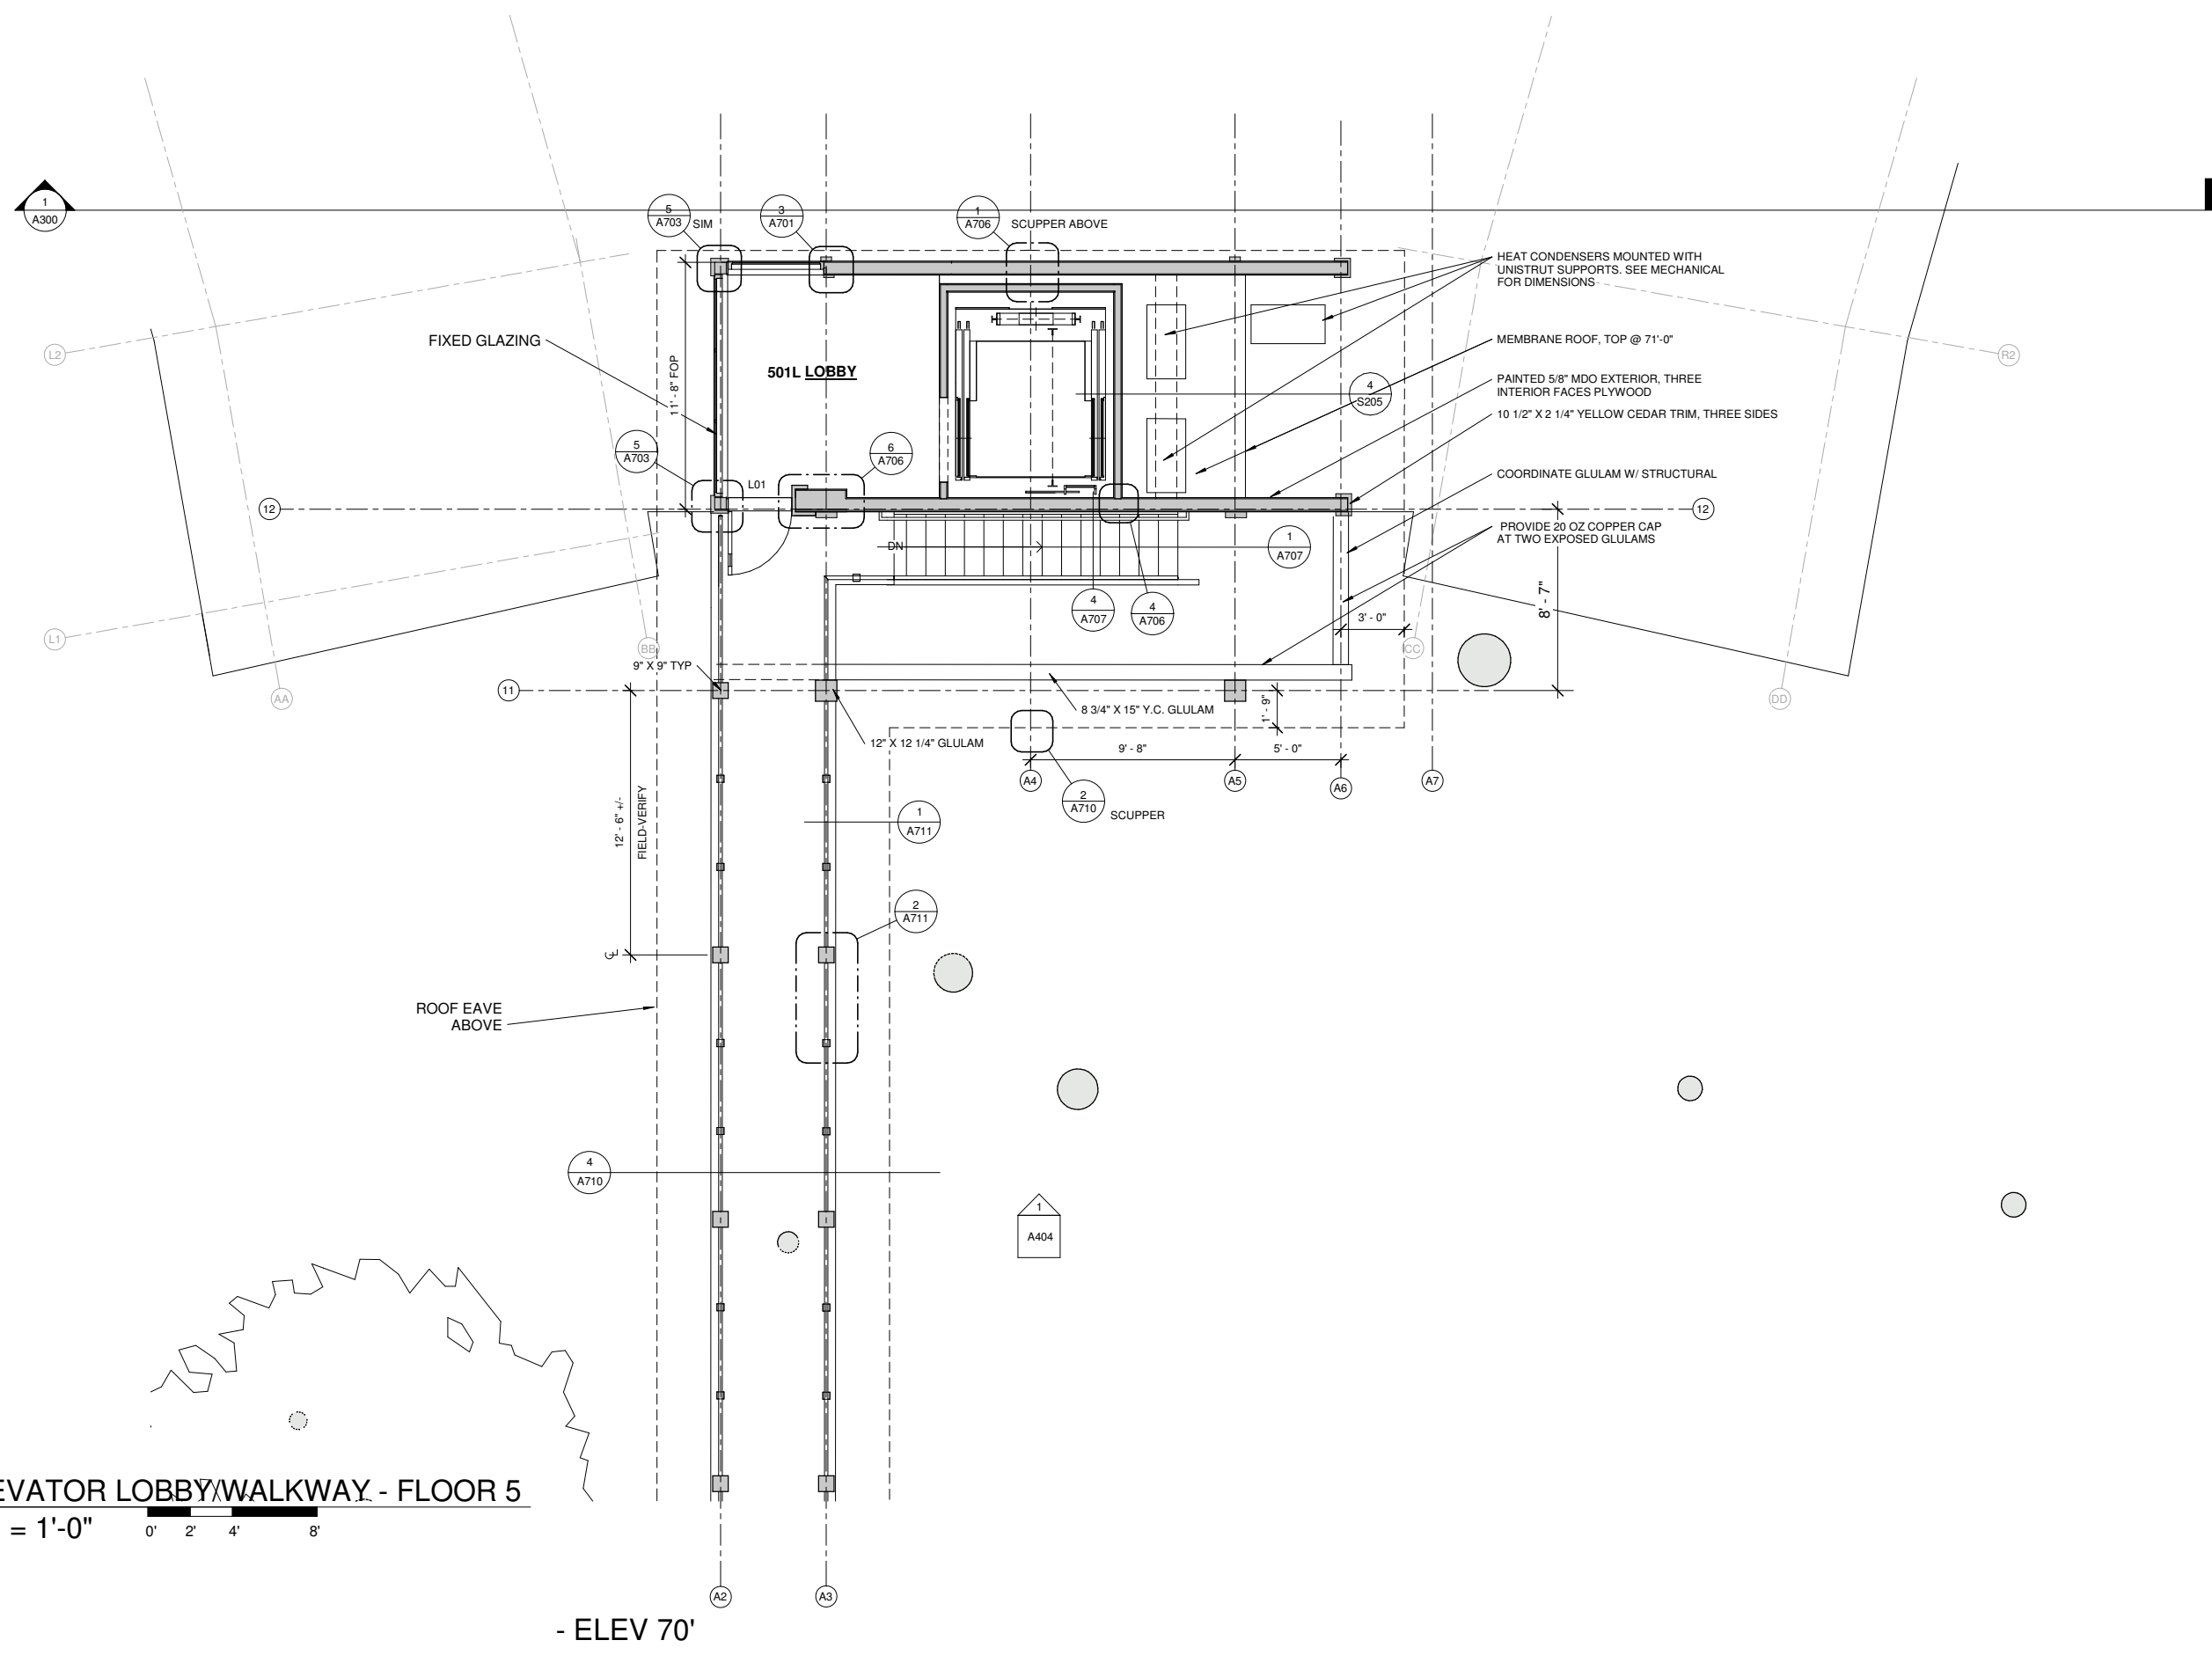 1
A300
5
A703
SIM
3
A701
1
A706
SCUPPER ABOVE
HEAT CONDENSERS MOUNTED WITH
UNISTRUT SUPPORTS. SEE MECHANICAL
FOR DIMENSIONS
L2
R2
FIXED GLAZING
11' - 8" FOP
501L LOBBY
MEMBRANE ROOF, TOP @ 71'-0"
4
S205
PAINTED 5/8" MDO EXTERIOR, THREE
INTERIOR FACES PLYWOOD
10 1/2" X 2 1/4" YELLOW CEDAR TRIM, THREE SIDES
5
A703
6
A706
L01
COORDINATE GLULAM W/ STRUCTURAL
12
12
PROVIDE 20 OZ COPPER CAP
AT TWO EXPOSED GLULAMS
DN
1
A707
4
A707
4
A706
3' - 0"
8' - 7"
L1
BB
CC
9" X 9" TYP
11
AA
DD
8 3/4" X 15" Y.C. GLULAM
1' - 9"
12" X 12 1/4" GLULAM
9' - 8"
5' - 0"
A4
A5
A6
A7
2
A710
SCUPPER
12' - 6" +/-
FIELD-VERIFY
1
A711
2
A711
CL
ROOF EAVE
ABOVE
4
A710
1
A404
EVATOR LOBBY/WALKWAY - FLOOR 5
= 1'-0"
0' 2' 4' 8'
A2
A3
- ELEV 70'